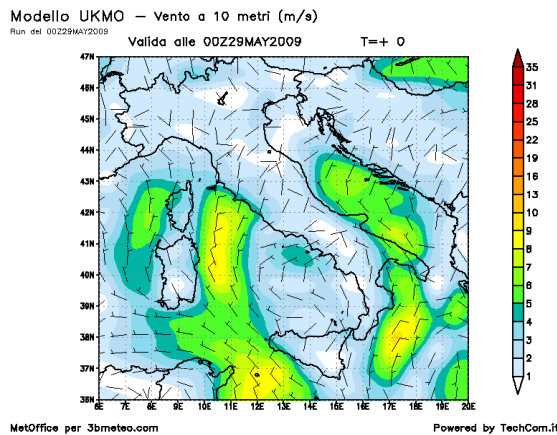 Modello UKMO – Vento a 10 metri (m/s)
Run del 00Z29MAY2009
Valida alle 00Z29MAY2009 T=+ 0
47N
46N
45N
44N
43N
42N
41N
40N
39N
38N
37N
36N
6E 7E 8E 9E 10E 11E 12E 13E 14E 15E 16E 17E 18E 19E 20E
35
31
28
25
22
19
16
13
10
9
8
7
6
5
4
3
2
1
MetOffice per 3bmeteo.com Powered by TechCom.it